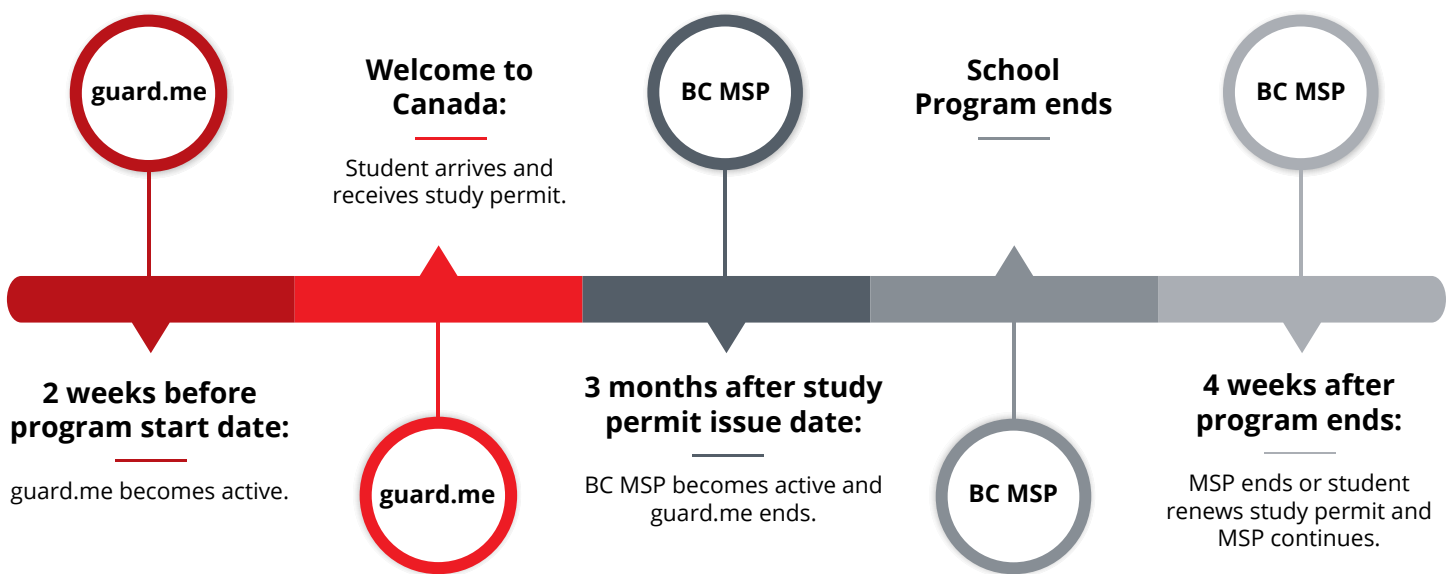 guard.me
2 weeks before
program start date:
guard.me becomes active.
Welcome to
Canada:
Student arrives and
receives study permit.
guard.me
BC MSP
3 months after study
permit issue date:
BC MSP becomes active and
guard.me ends.
School
Program ends
BC MSP
BC MSP
4 weeks after
program ends:
MSP ends or student
renews study permit and
MSP continues.